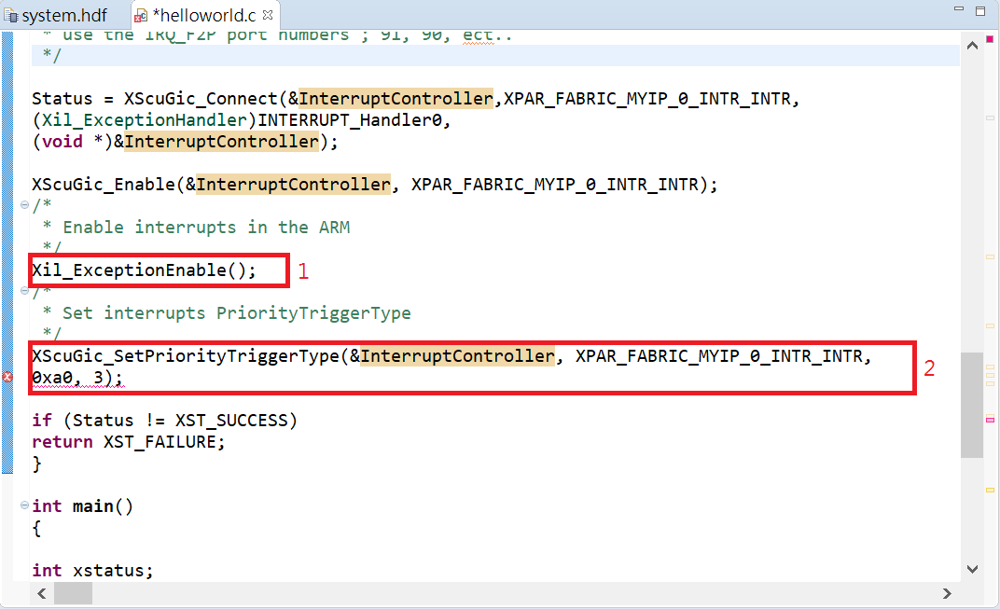 system.hdf *helloworld.c
* use the IRQ_F2P port numbers ; 91, 90, ect..
*/
Status = XScuGic_Connect(&InterruptController,XPAR_FABRIC_MYIP_0_INTR_INTR,
(Xil_ExceptionHandler)INTERRUPT_Handler0,
(void *)&InterruptController);
XScuGic_Enable(&InterruptController, XPAR_FABRIC_MYIP_0_INTR_INTR);
/*
* Enable interrupts in the ARM
*/
Xil_ExceptionEnable(); 1
/*
* Set interrupts PriorityTriggerType
*/
XScuGic_SetPriorityTriggerType(&InterruptController, XPAR_FABRIC_MYIP_0_INTR_INTR,
0xa0, 3); 2
if (Status != XST_SUCCESS)
return XST_FAILURE;
}
int main()
{
int xstatus;